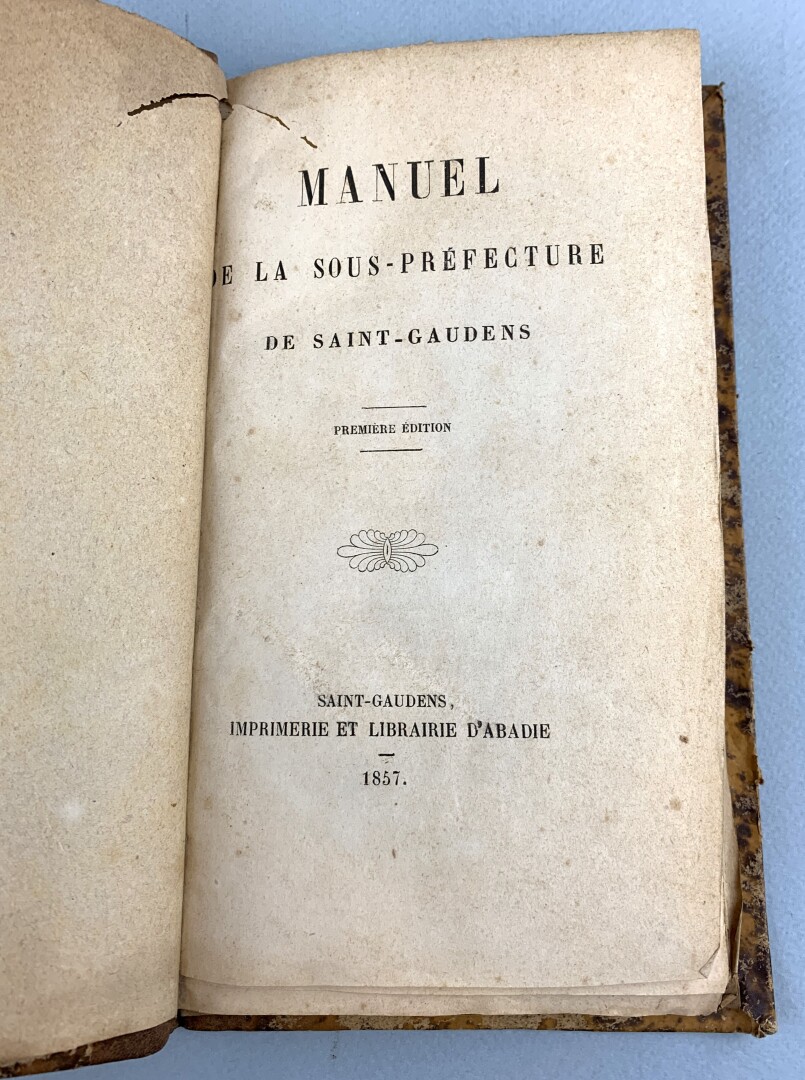 MANUEL
DE LA SOUS-PRÉFECTURE
DE SAINT-GAUDENS
PREMIÈRE ÉDITION
SAINT-GAUDENS,
IMPRIMERIE ET LIBRAIRIE D'ABADIE
1857.